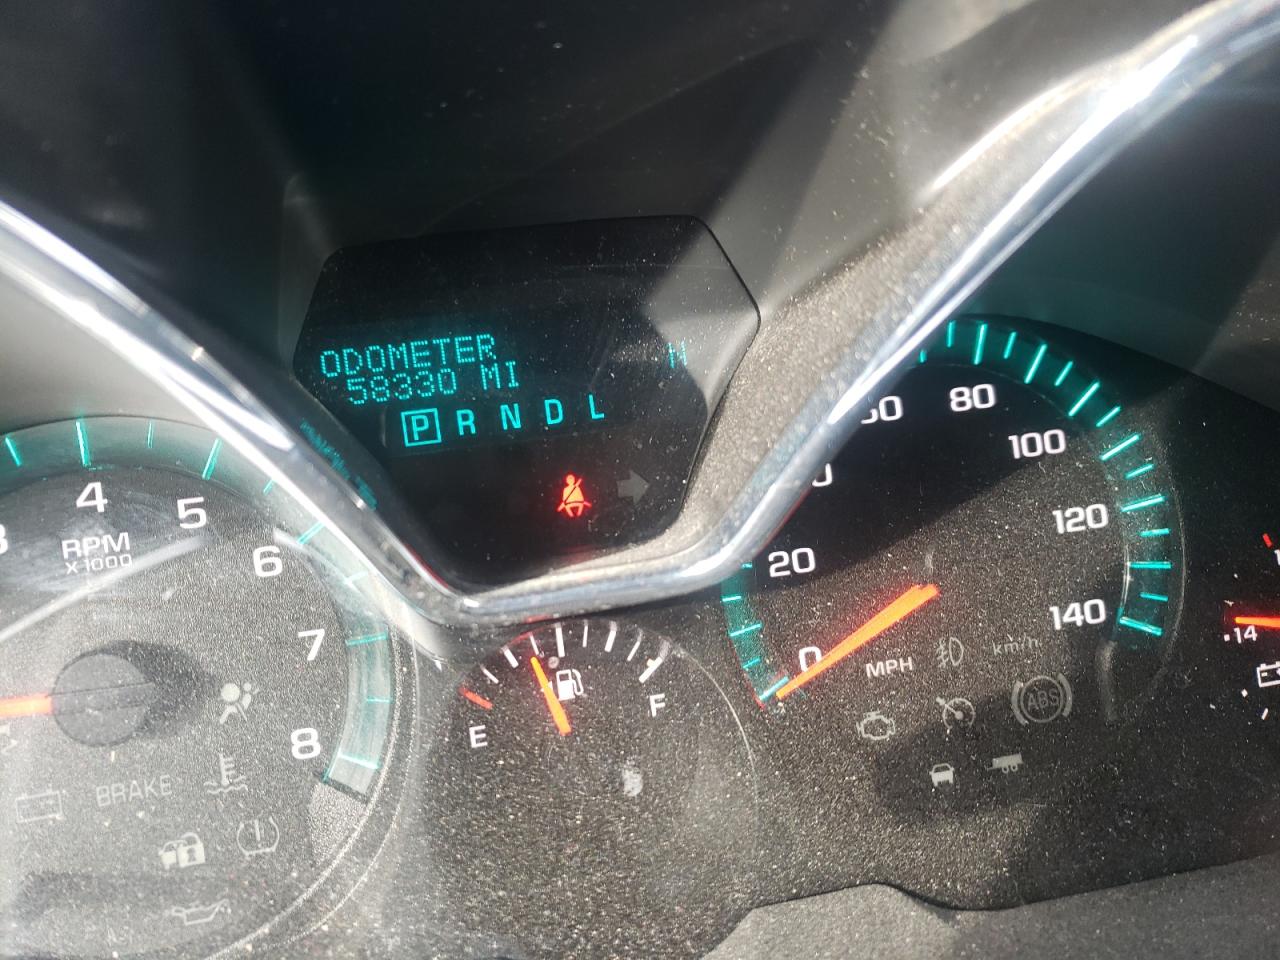 ODOMETER
58330 MI
P R N D L
N
4
5
6
7
8
RPM
X1000
BRAKE
E
F
0
20
80
100
120
140
MPH
km/h
ABS
14